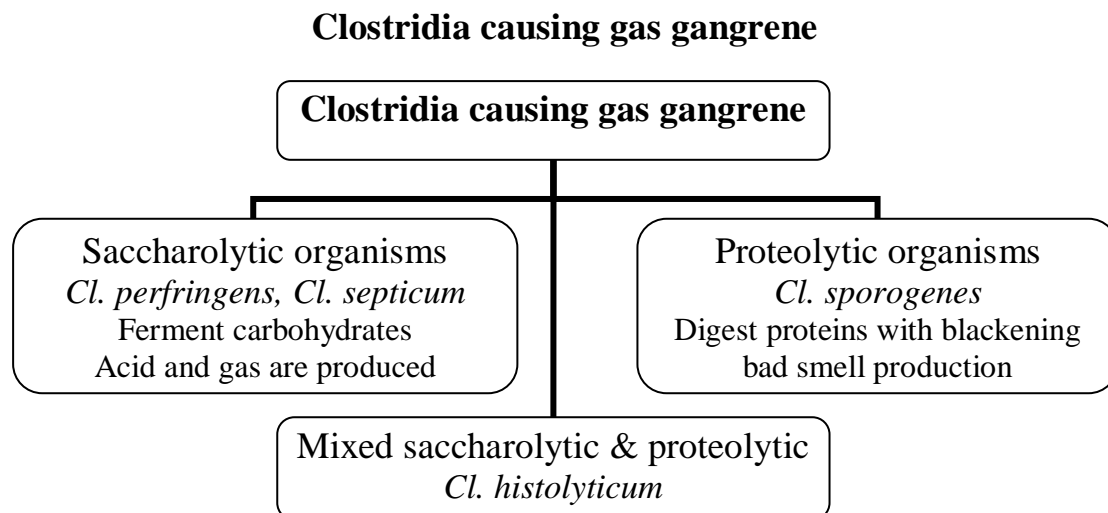 Clostridia causing gas gangrene
Clostridia causing gas gangrene
Saccharolytic organisms
Cl. perfringens, Cl. septicum
Ferment carbohydrates
Acid and gas are produced
Proteolytic organisms
Cl. sporogenes
Digest proteins with blackening
bad smell production
Mixed saccharolytic & proteolytic
Cl. histolyticum